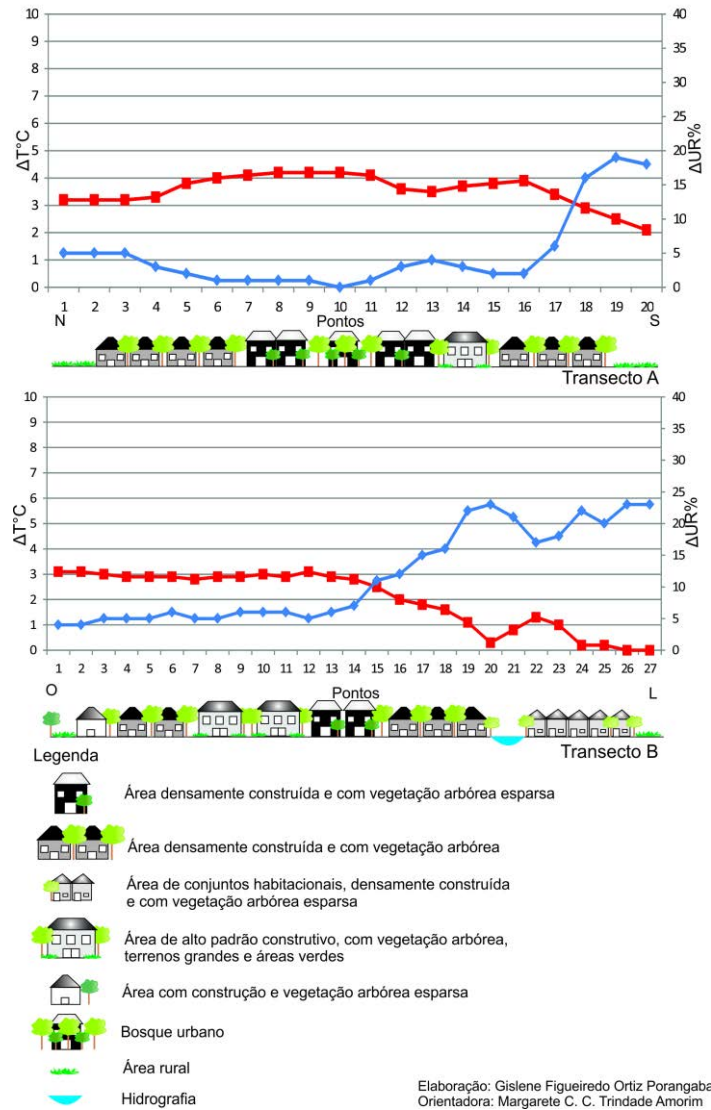 10
9
8
7
6
5
4
3
2
1
0
ΔT°C
40
35
30
25
20
15
10
5
0
ΔUR%
1 2 3 4 5 6 7 8 9 10 11 12 13 14 15 16 17 18 19 20
N Pontos S
Transecto A
10
9
8
7
6
5
4
3
2
1
0
ΔT°C
40
35
30
25
20
15
10
5
0
ΔUR%
1 2 3 4 5 6 7 8 9 10 11 12 13 14 15 16 17 18 19 20 21 22 23 24 25 26 27
O Pontos L
Transecto B
Legenda
Área densamente construída e com vegetação arbórea esparsa
Área densamente construída e com vegetação arbórea
Área de conjuntos habitacionais, densamente construída
e com vegetação arbórea esparsa
Área de alto padrão construtivo, com vegetação arbórea,
terrenos grandes e áreas verdes
Área com construção e vegetação arbórea esparsa
Bosque urbano
Área rural
Hidrografia
Elaboração: Gislene Figueiredo Ortiz Porangaba
Orientadora: Margarete C. C. Trindade Amorim